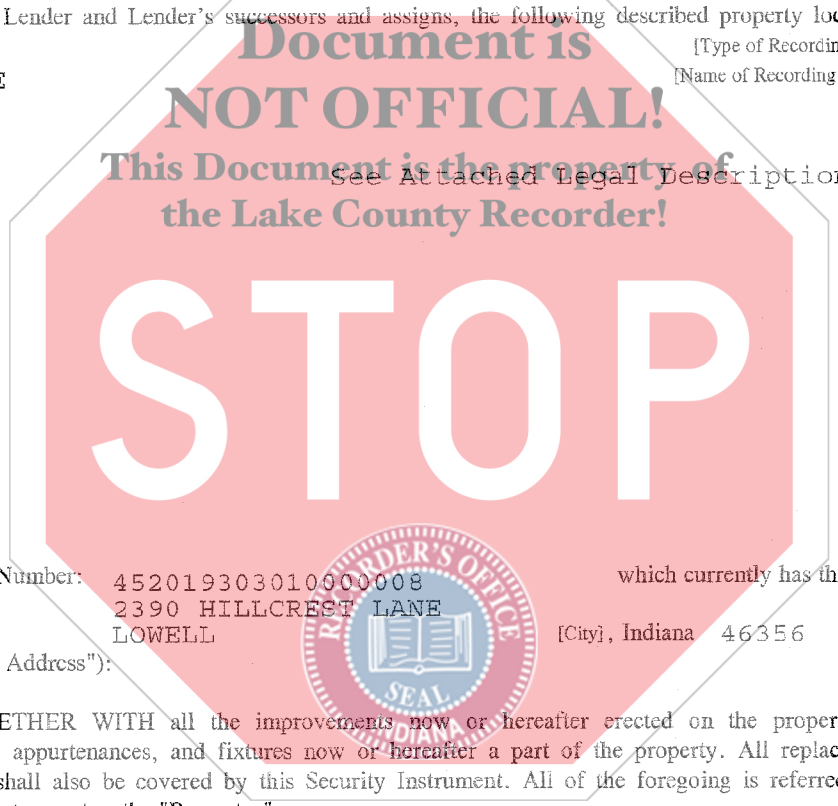 Lender and Lender's successors and assigns, the following described property loc
[Type of Recordin
[Name of Recording
E
Document is
NOT OFFICIAL!
This Document is the property of
the Lake County Recorder!
See Attached Legal Description
STOP
Number: 452019303010000008 which currently has th
2390 HILLCREST LANE
LOWELL [City], Indiana 46356
Address"):
RECORDER'S OFFICE
SEAL
INDIANA
ETHER WITH all the improvements now or hereafter erected on the proper
appurtenances, and fixtures now or hereafter a part of the property. All replac
shall also be covered by this Security Instrument. All of the foregoing is referre